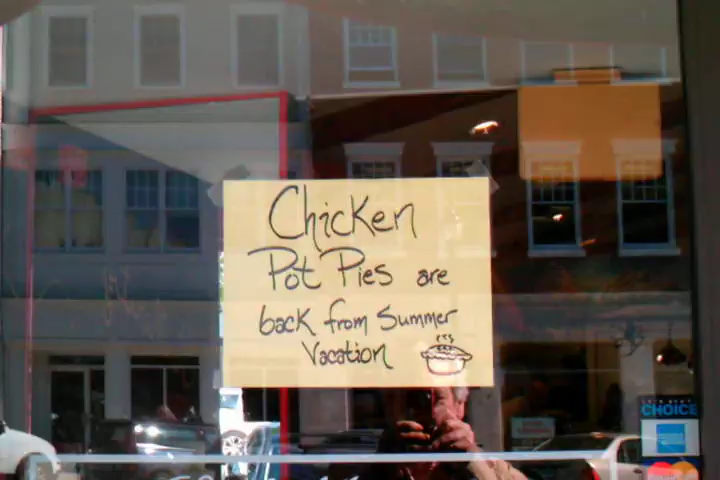 Chicken
Pot Pies are
back from Summer
Vacation
CHOICE